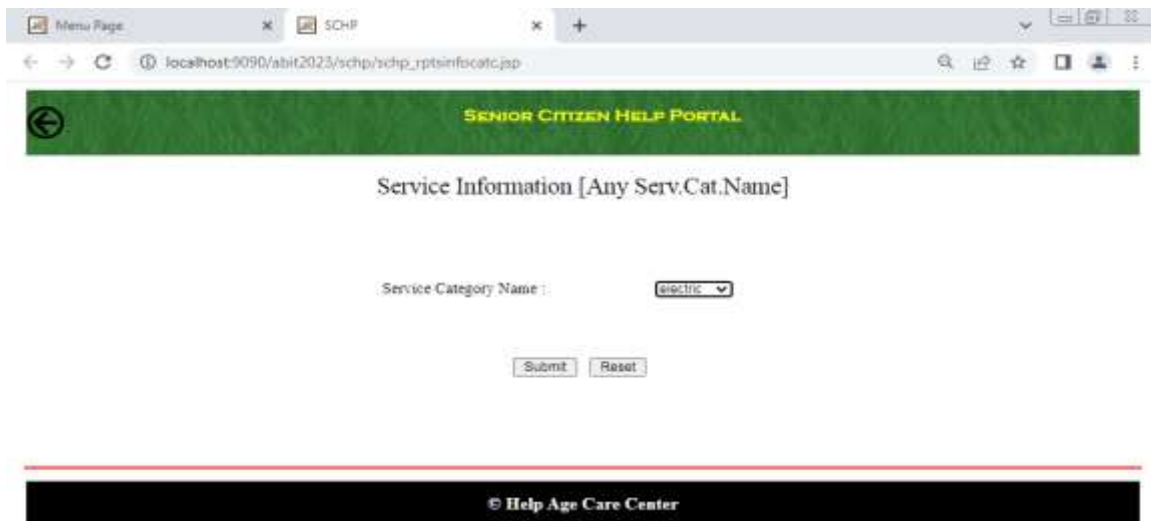 Menu Page
SCHP
localhost:9090/abit2023/schp/schp_rptsinfocatc.jsp
SENIOR CITIZEN HELP PORTAL
Service Information [Any Serv.Cat.Name]
Service Category Name :
electric
Submit
Reset
© Help Age Care Center